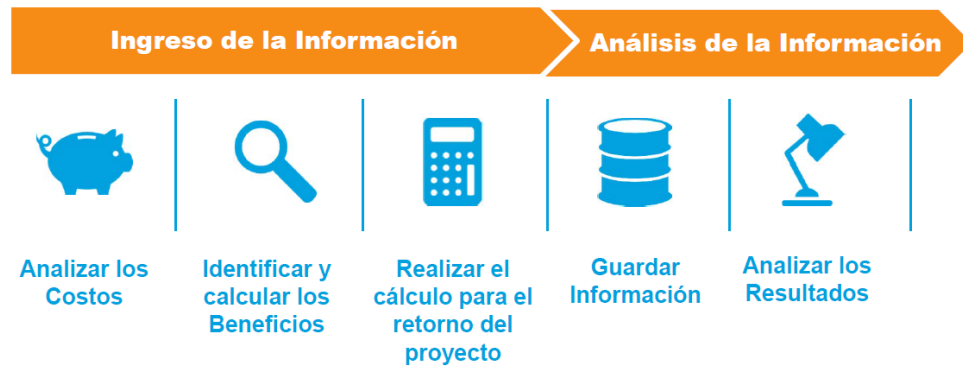 Ingreso de la Información
Análisis de la Información
Analizar los
Costos
Identificar y
calcular los
Beneficios
Realizar el
cálculo para el
retorno del
proyecto
Guardar
Información
Analizar los
Resultados